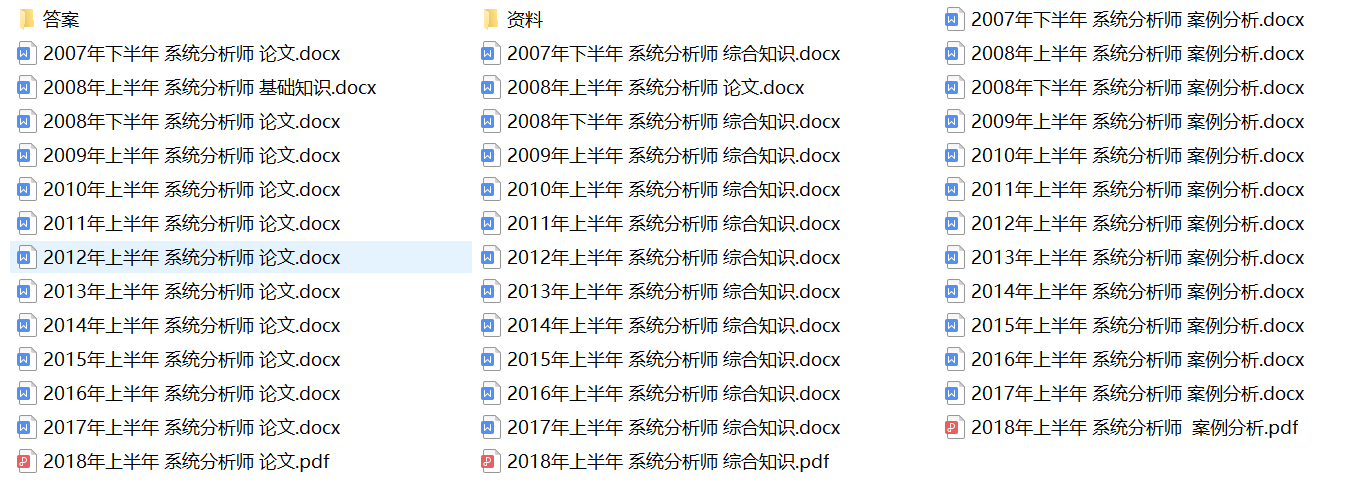 答案
资料
2007年下半年 系统分析师 案例分析.docx
2007年下半年 系统分析师 论文.docx
2007年下半年 系统分析师 综合知识.docx
2008年上半年 系统分析师 案例分析.docx
2008年上半年 系统分析师 基础知识.docx
2008年上半年 系统分析师 论文.docx
2008年下半年 系统分析师 案例分析.docx
2008年下半年 系统分析师 论文.docx
2008年下半年 系统分析师 综合知识.docx
2009年上半年 系统分析师 案例分析.docx
2009年上半年 系统分析师 论文.docx
2009年上半年 系统分析师 综合知识.docx
2010年上半年 系统分析师 案例分析.docx
2010年上半年 系统分析师 论文.docx
2010年上半年 系统分析师 综合知识.docx
2011年上半年 系统分析师 案例分析.docx
2011年上半年 系统分析师 论文.docx
2011年上半年 系统分析师 综合知识.docx
2012年上半年 系统分析师 案例分析.docx
2012年上半年 系统分析师 论文.docx
2012年上半年 系统分析师 综合知识.docx
2013年上半年 系统分析师 案例分析.docx
2013年上半年 系统分析师 论文.docx
2013年上半年 系统分析师 综合知识.docx
2014年上半年 系统分析师 案例分析.docx
2014年上半年 系统分析师 论文.docx
2014年上半年 系统分析师 综合知识.docx
2015年上半年 系统分析师 案例分析.docx
2015年上半年 系统分析师 论文.docx
2015年上半年 系统分析师 综合知识.docx
2016年上半年 系统分析师 案例分析.docx
2016年上半年 系统分析师 论文.docx
2016年上半年 系统分析师 综合知识.docx
2017年上半年 系统分析师 案例分析.docx
2017年上半年 系统分析师 论文.docx
2017年上半年 系统分析师 综合知识.docx
2018年上半年 系统分析师  案例分析.pdf
2018年上半年 系统分析师 论文.pdf
2018年上半年 系统分析师 综合知识.pdf